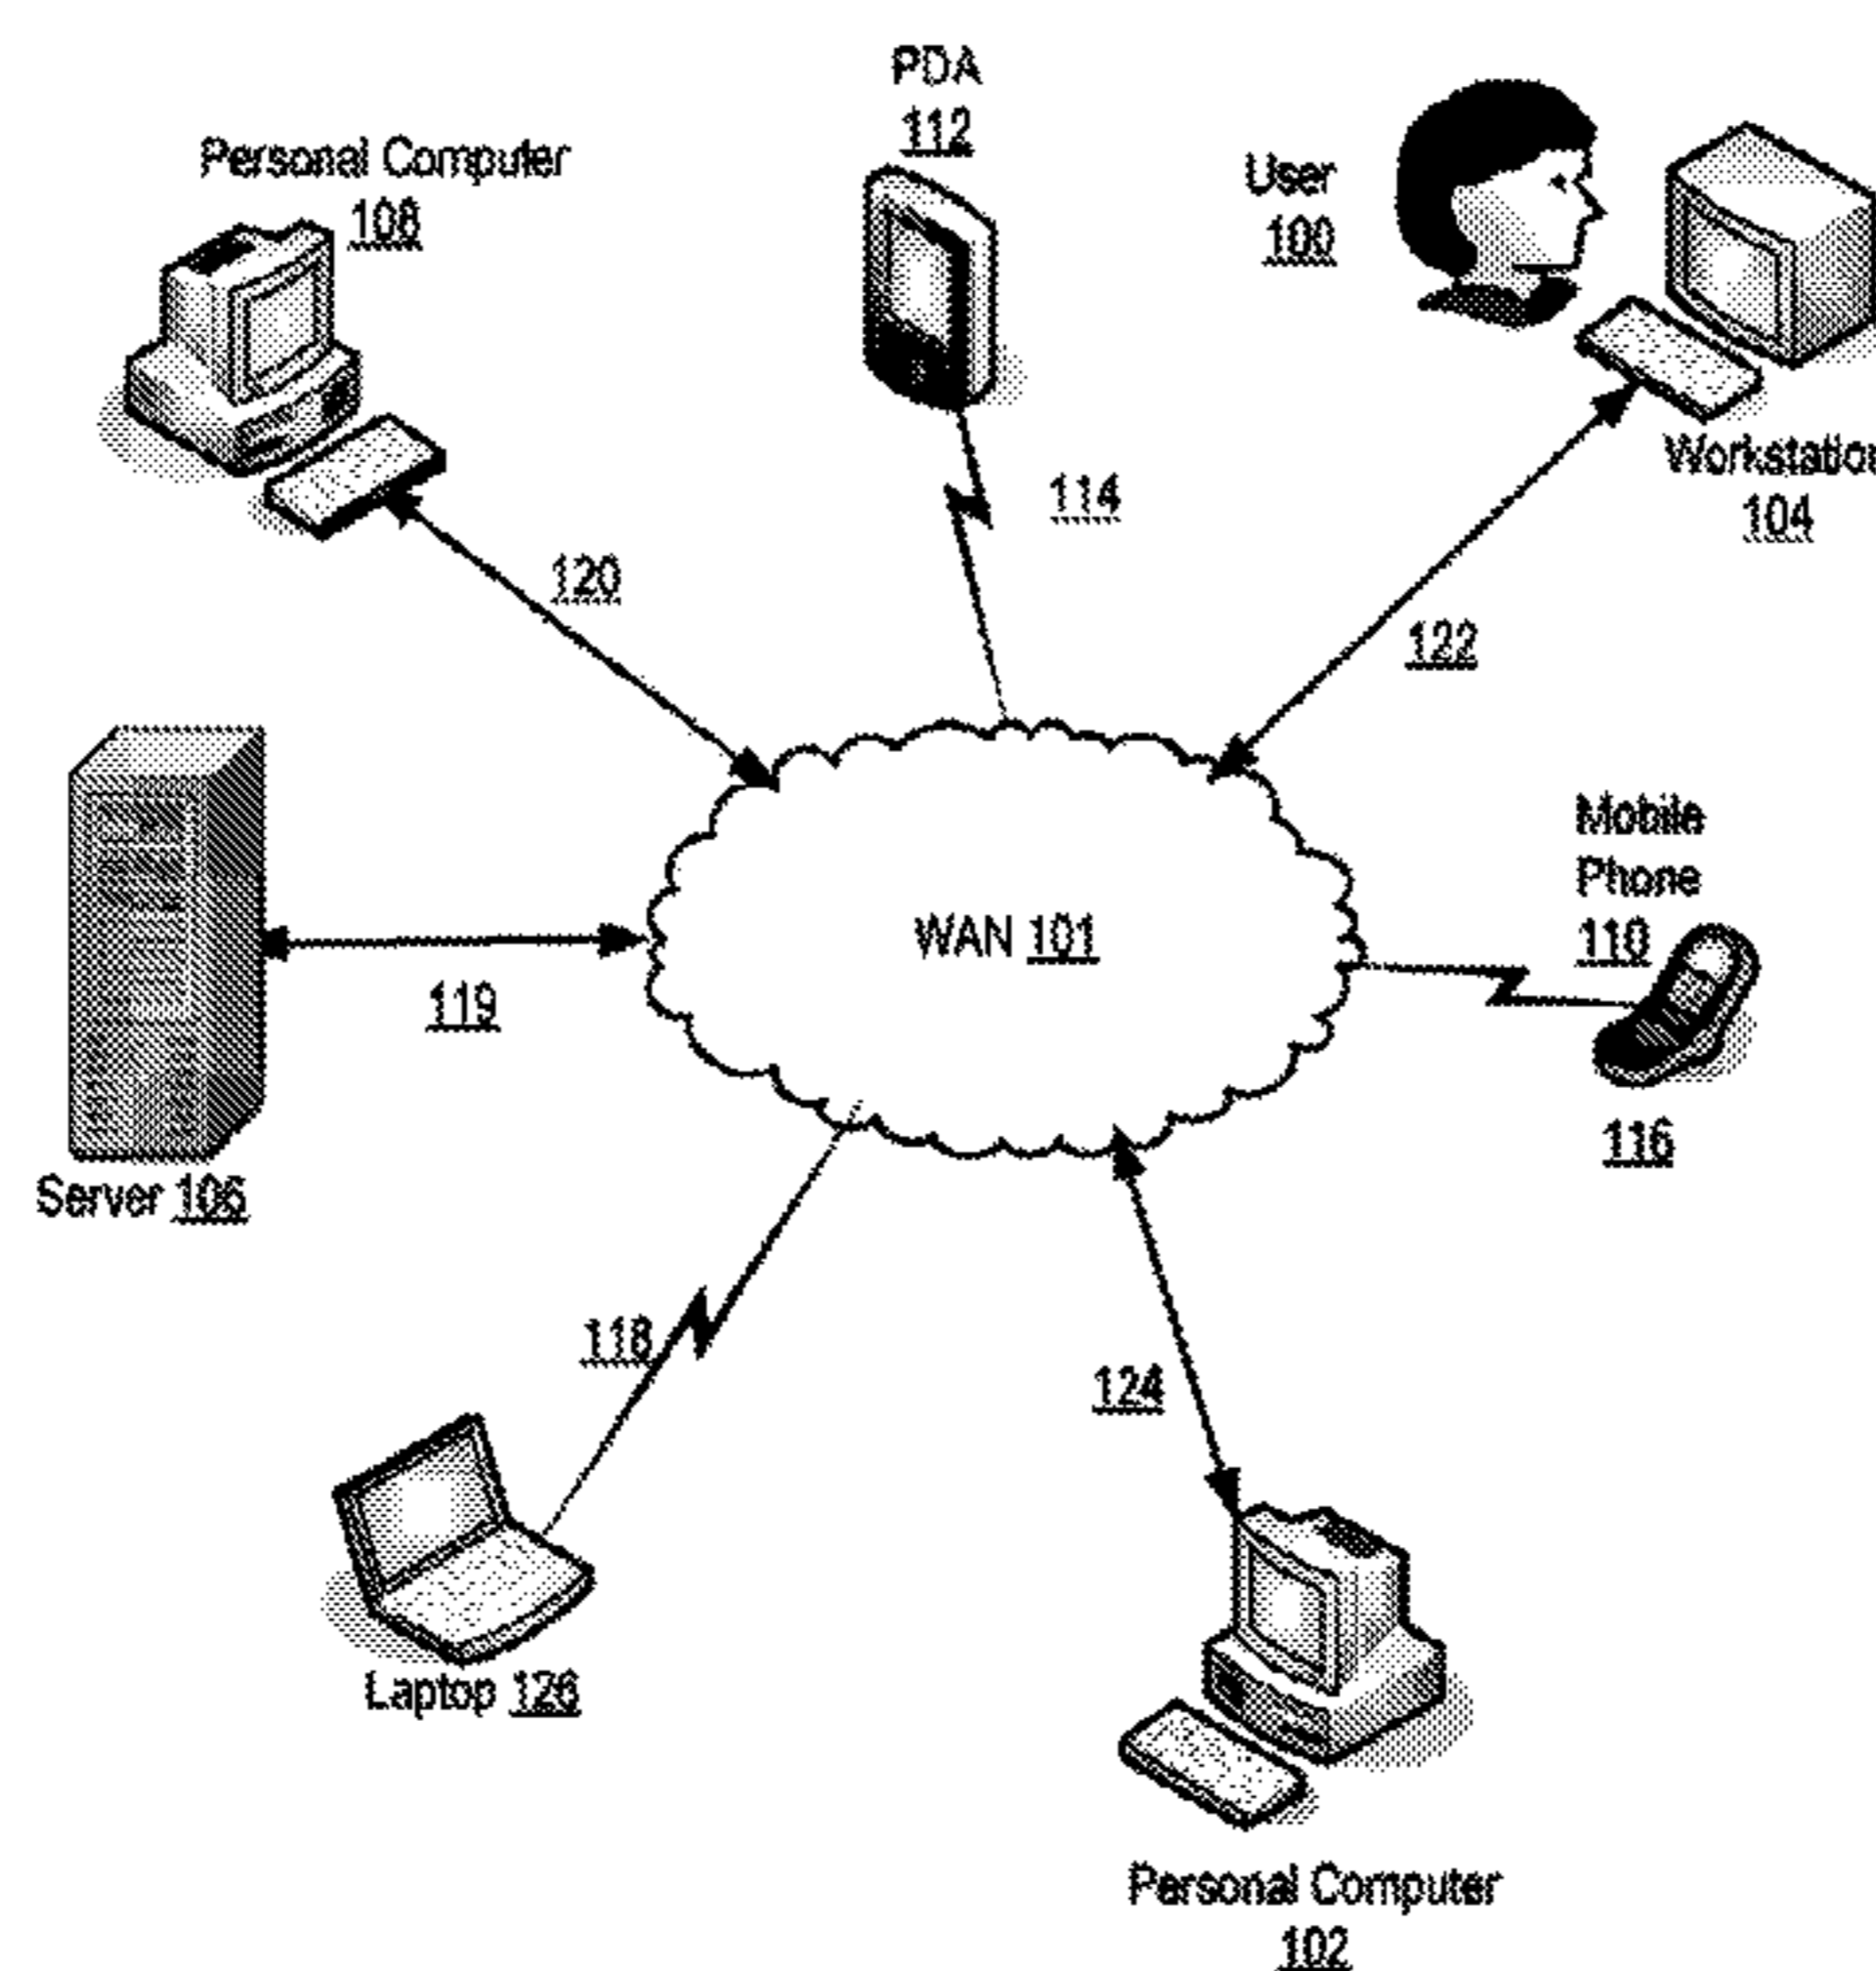 PDA
112
Personal Computer
108
User
100
Workstation
104
114
120
122
Mobile
Phone
110
WAN 101
119
116
Server 106
118
124
Laptop 126
Personal Computer
102